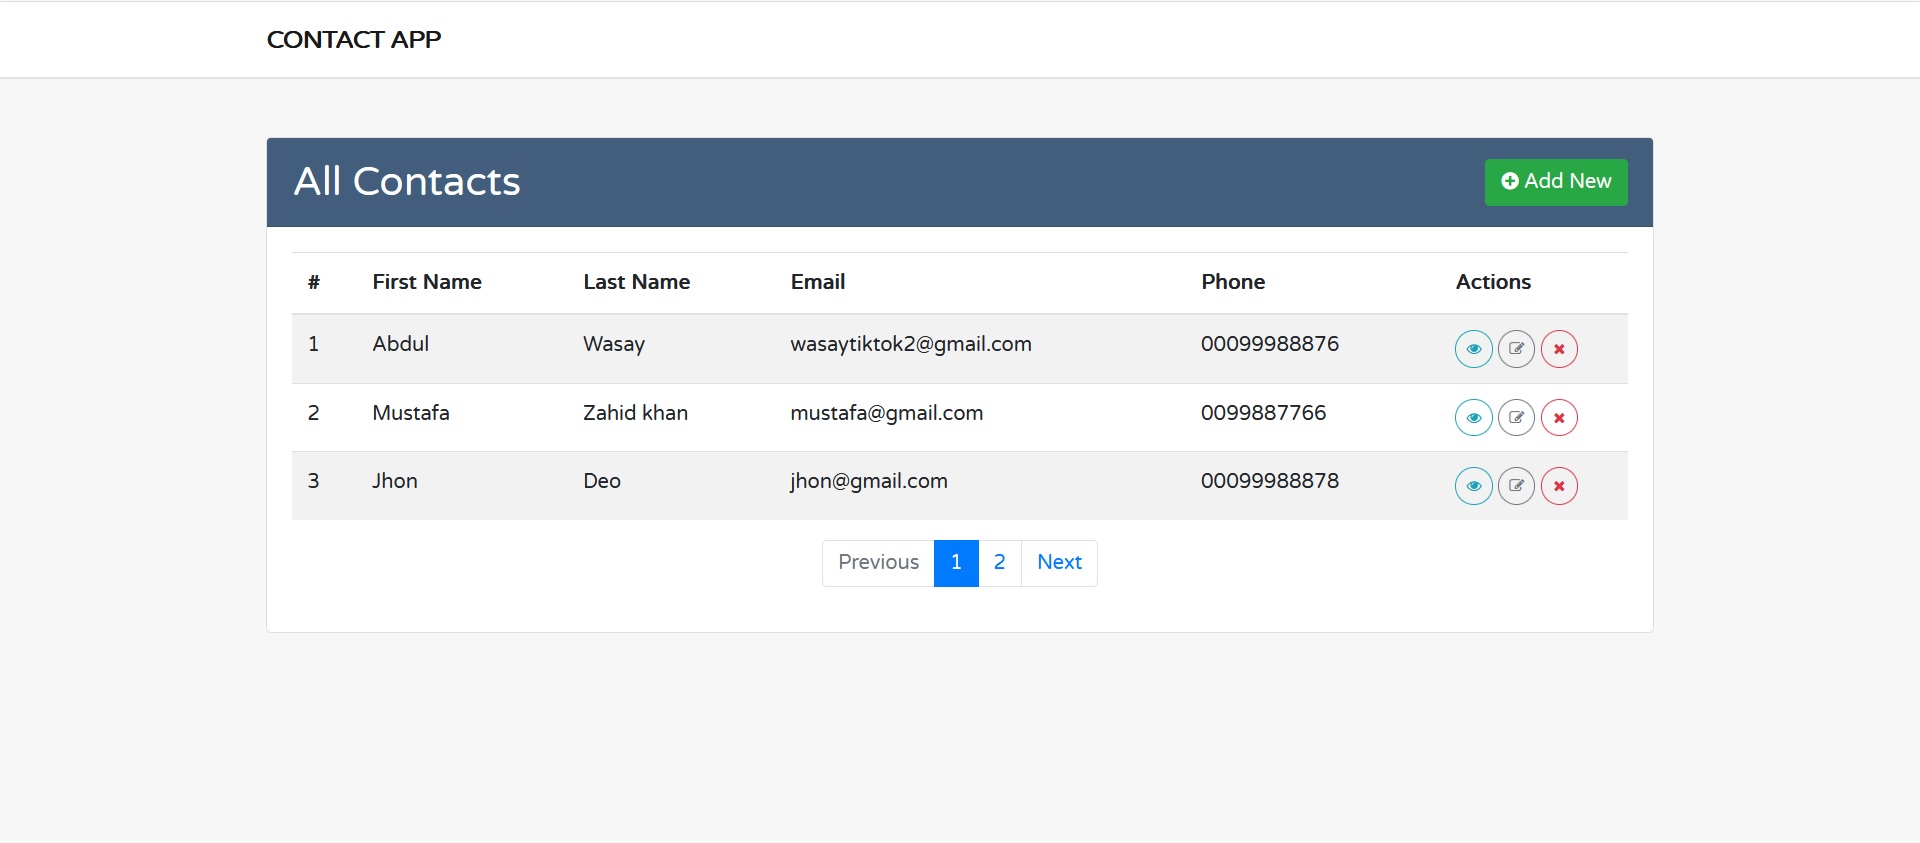 CONTACT APP
All Contacts
Add New
# First Name Last Name Email Phone Actions
1 Abdul Wasay wasaytiktok2@gmail.com 00099988876
2 Mustafa Zahid khan mustafa@gmail.com 0099887766
3 Jhon Deo jhon@gmail.com 00099988878
Previous 1 2 Next